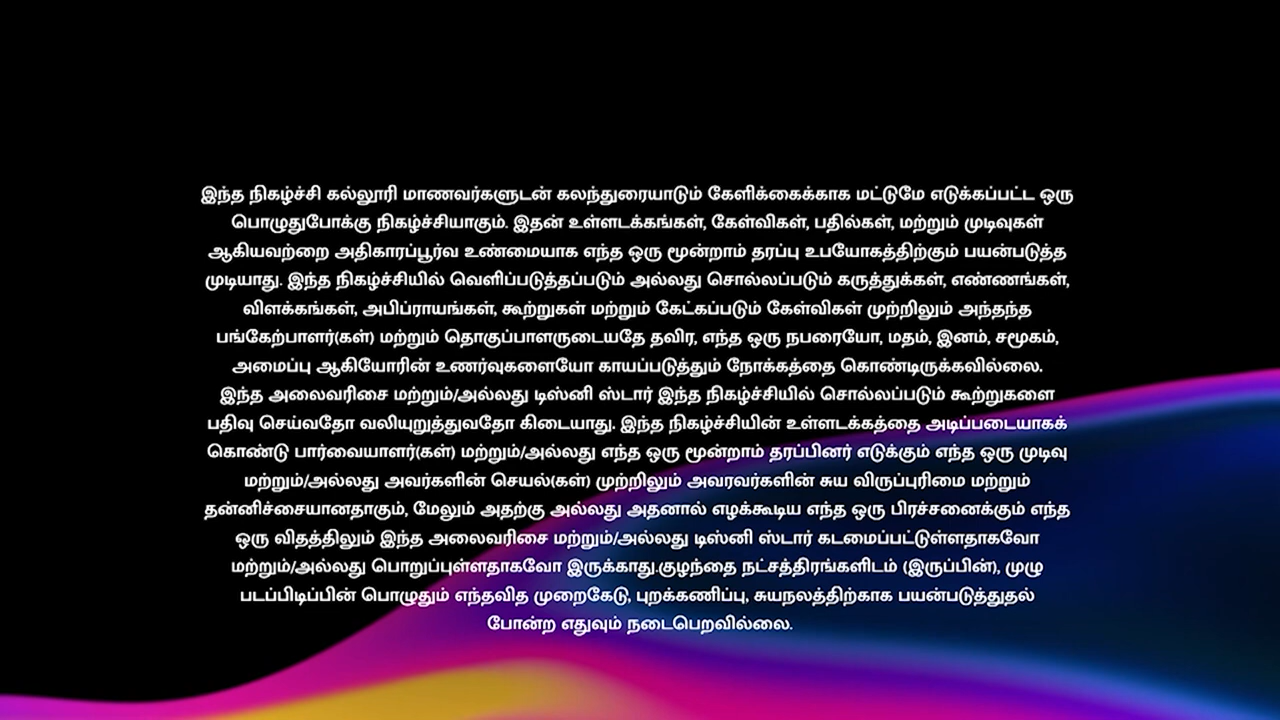 இந்த நிகழ்ச்சி கல்லூரி மாணவர்களுடன் கலந்துரையாடும் கேளிக்கைக்காக மட்டுமே எடுக்கப்பட்ட ஒரு
பொழுதுபோக்கு நிகழ்ச்சியாகும். இதன் உள்ளடக்கங்கள், கேள்விகள், பதில்கள், மற்றும் முடிவுகள்
ஆகியவற்றை அதிகாரப்பூர்வ உண்மையாக எந்த ஒரு மூன்றாம் தரப்பு உபயோகத்திற்கும் பயன்படுத்த
முடியாது. இந்த நிகழ்ச்சியில் வெளிப்படுத்தப்படும் அல்லது சொல்லப்படும் கருத்துக்கள், எண்ணங்கள்,
விளக்கங்கள், அபிப்ராயங்கள், கூற்றுகள் மற்றும் கேட்கப்படும் கேள்விகள் முற்றிலும் அந்தந்த
பங்கேற்பாளர்(கள்) மற்றும் தொகுப்பாளருடையதே தவிர, எந்த ஒரு நபரையோ, மதம், இனம், சமூகம்,
அமைப்பு ஆகியோரின் உணர்வுகளையோ காயப்படுத்தும் நோக்கத்தை கொண்டிருக்கவில்லை.
இந்த அலைவரிசை மற்றும்/அல்லது டிஸ்னி ஸ்டார் இந்த நிகழ்ச்சியில் சொல்லப்படும் கூற்றுகளை
பதிவு செய்வதோ வலியுறுத்துவதோ கிடையாது. இந்த நிகழ்ச்சியின் உள்ளடக்கத்தை அடிப்படையாகக்
கொண்டு பார்வையாளர்(கள்) மற்றும்/அல்லது எந்த ஒரு மூன்றாம் தரப்பினர் எடுக்கும் எந்த ஒரு முடிவு
மற்றும்/அல்லது அவர்களின் செயல்(கள்) முற்றிலும் அவரவர்களின் சுய விருப்புரிமை மற்றும்
தன்னிச்சையானதாகும், மேலும் அதற்கு அல்லது அதனால் எழக்கூடிய எந்த ஒரு பிரச்சனைக்கும் எந்த
ஒரு விதத்திலும் இந்த அலைவரிசை மற்றும்/அல்லது டிஸ்னி ஸ்டார் கடமைப்பட்டுள்ளதாகவோ
மற்றும்/அல்லது பொறுப்புள்ளதாகவோ இருக்காது.குழந்தை நட்சத்திரங்களிடம் (இருப்பின்), முழு
படப்பிடிப்பின் பொழுதும் எந்தவித முறைகேடு, புறக்கணிப்பு, சுயநலத்திற்காக பயன்படுத்துதல்
போன்ற எதுவும் நடைபெறவில்லை.